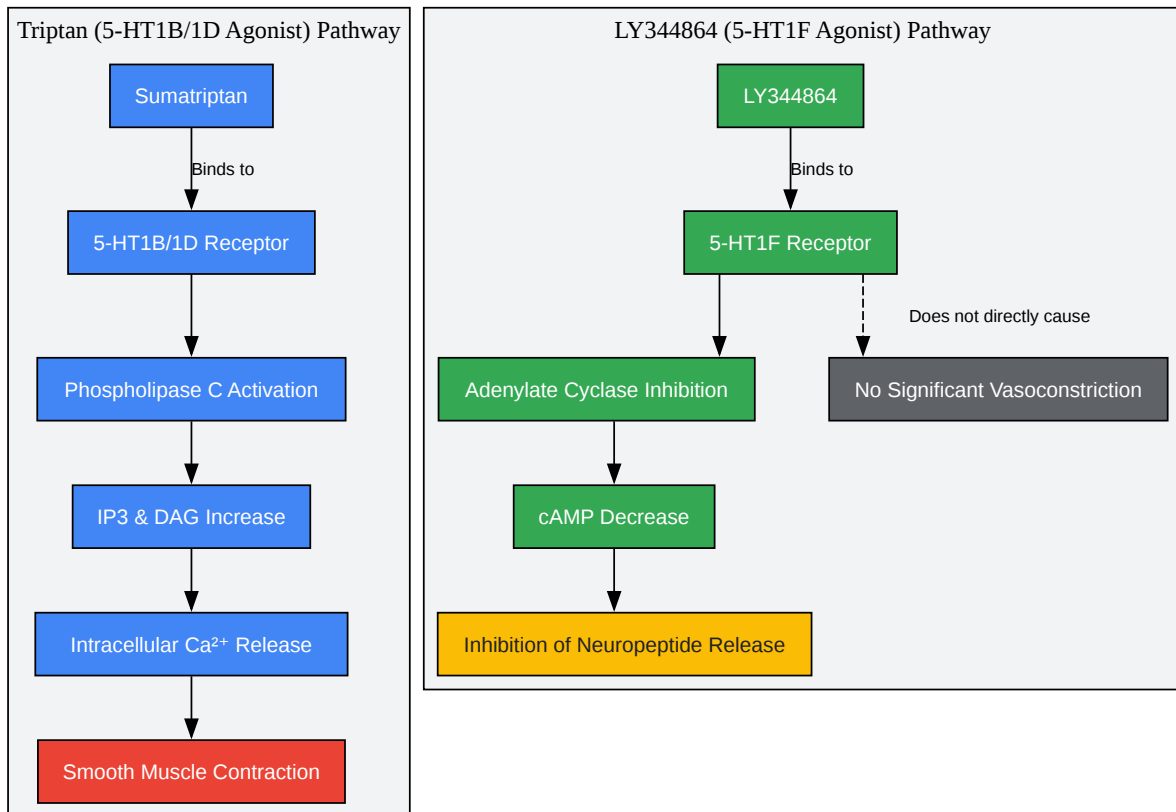 Triptan (5-HT1B/1D Agonist) Pathway
Sumatriptan
Binds to
5-HT1B/1D Receptor
Phospholipase C Activation
IP3 & DAG Increase
Intracellular Ca²⁺ Release
Smooth Muscle Contraction
LY344864 (5-HT1F Agonist) Pathway
LY344864
Binds to
5-HT1F Receptor
Does not directly cause
Adenylate Cyclase Inhibition
No Significant Vasoconstriction
cAMP Decrease
Inhibition of Neuropeptide Release